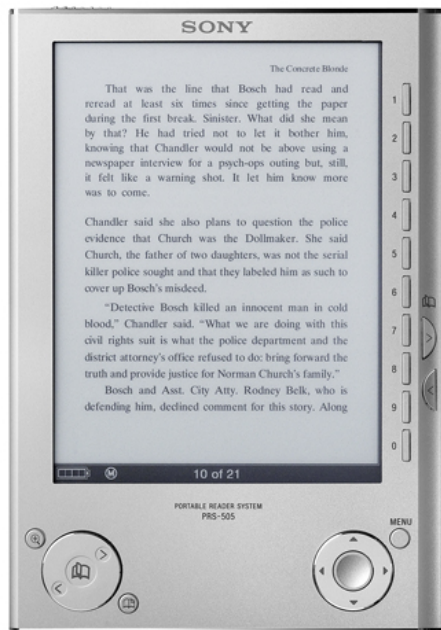 SONY
The Concrete Blonde
That was the line that Bosch had read and
reread at least six times since getting the paper
during the first break. Sinister. What did she mean
by that? He had tried not to let it bother him,
knowing that Chandler would not be above using a
newspaper interview for a psych-ops outing but, still,
it felt like a warning shot. It let him know more
was to come.
Chandler said she also plans to question the police
evidence that Church was the Dollmaker. She said
Church, the father of two daughters, was not the serial
killer police sought and that they labeled him as such to
cover up Bosch's misdeed.
“Detective Bosch killed an innocent man in cold
blood,” Chandler said. “What we are doing with this
civil rights suit is what the police department and the
district attorney's office refused to do: bring forward the
truth and provide justice for Norman Church's family.”
Bosch and Asst. City Atty. Rodney Belk, who is
defending him, declined comment for this story. Along
1
2
3
4
5
6
7
8
9
0
M 10 of 21
PORTABLE READER SYSTEM
PRS-505
MENU